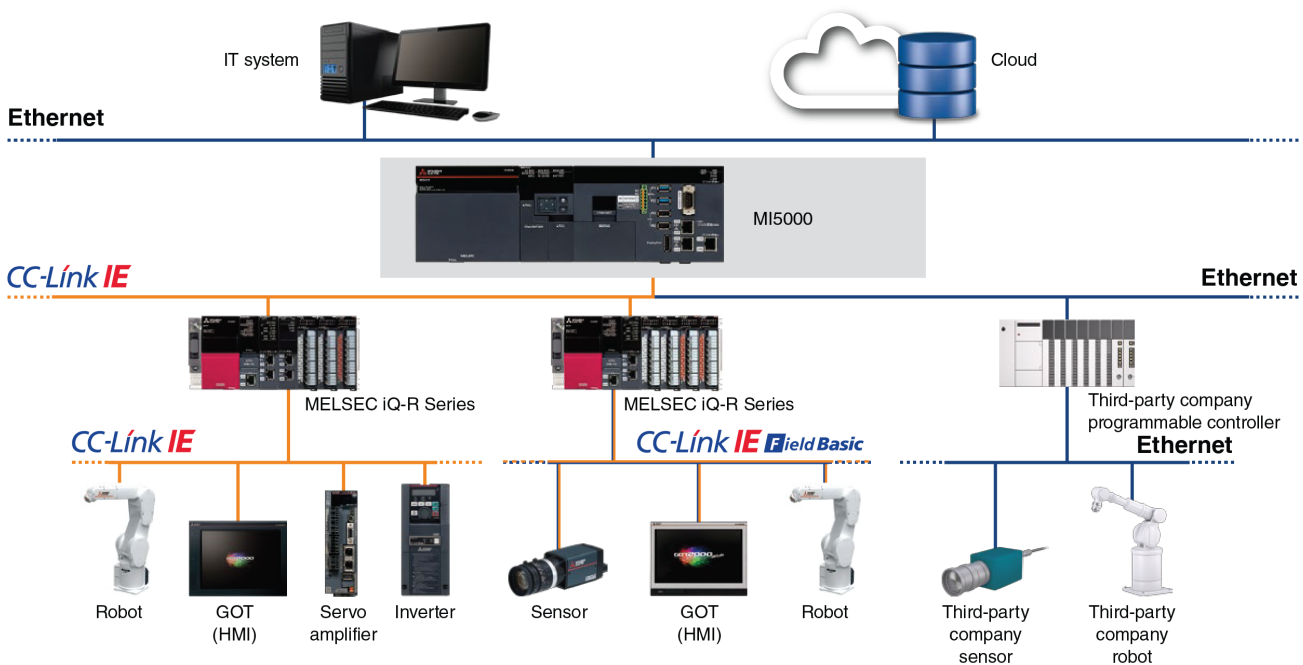 IT system
Cloud
Ethernet
MI5000
CC-Link IE
Ethernet
MELSEC iQ-R Series
MELSEC iQ-R Series
Third-party company
programmable controller
CC-Link IE
CC-Link IE Field Basic
Ethernet
Robot
GOT
(HMI)
Servo
amplifier
Inverter
Sensor
GOT
(HMI)
Robot
Third-party
company
sensor
Third-party
company
robot